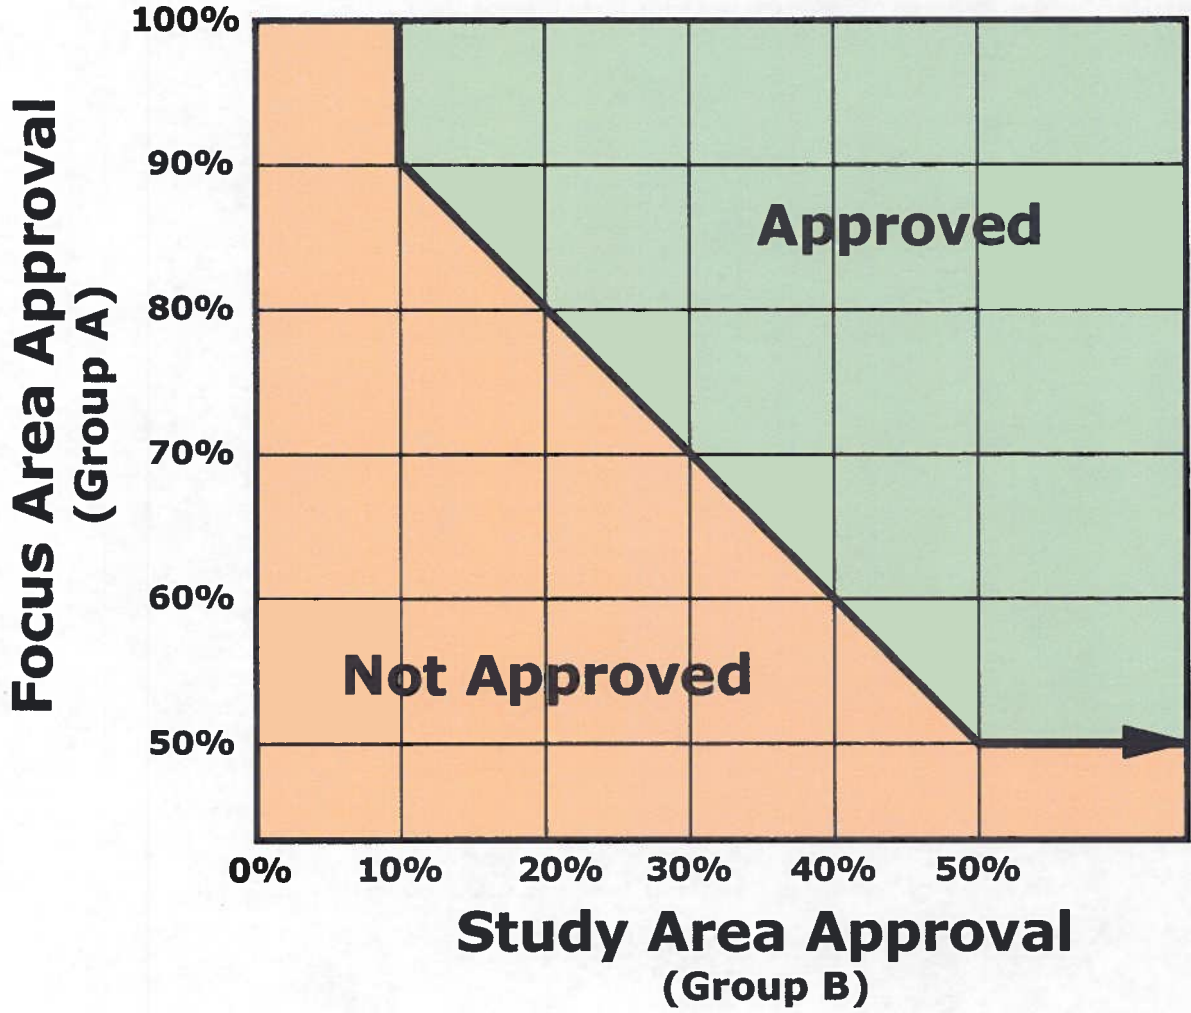 100%
90%
80%
70%
60%
50%
Focus Area Approval
(Group A)
Approved
Not Approved
0% 10% 20% 30% 40% 50%
Study Area Approval
(Group B)